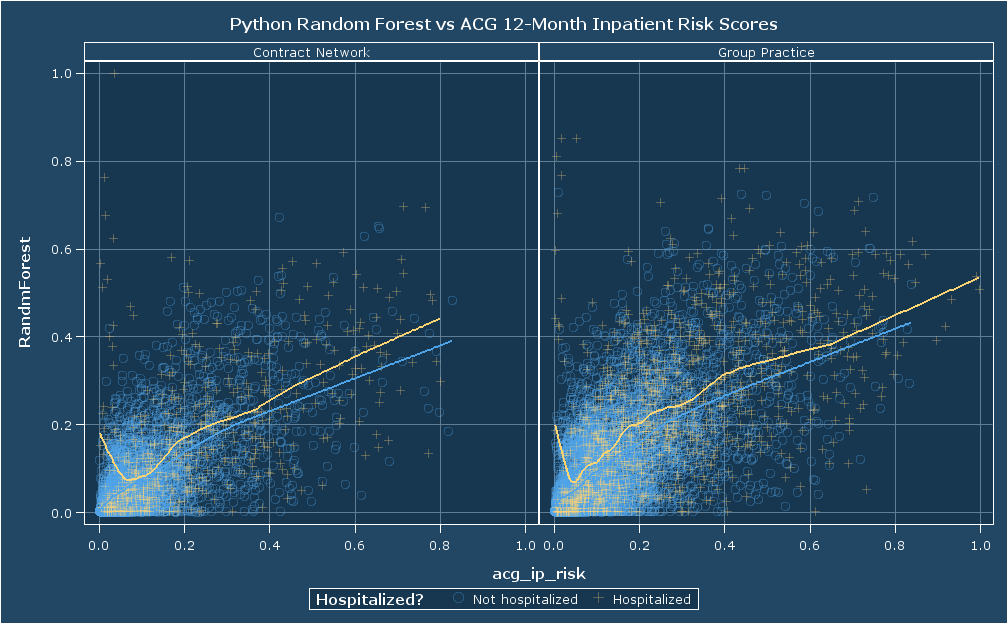 Python Random Forest vs ACG 12-Month Inpatient Risk Scores
Contract Network
Group Practice
1.0
0.8
0.6
0.4
0.2
0.0
RandmForest
0.0 0.2 0.4 0.6 0.8 1.0
0.0 0.2 0.4 0.6 0.8 1.0
acg_ip_risk
Hospitalized? Not hospitalized Hospitalized